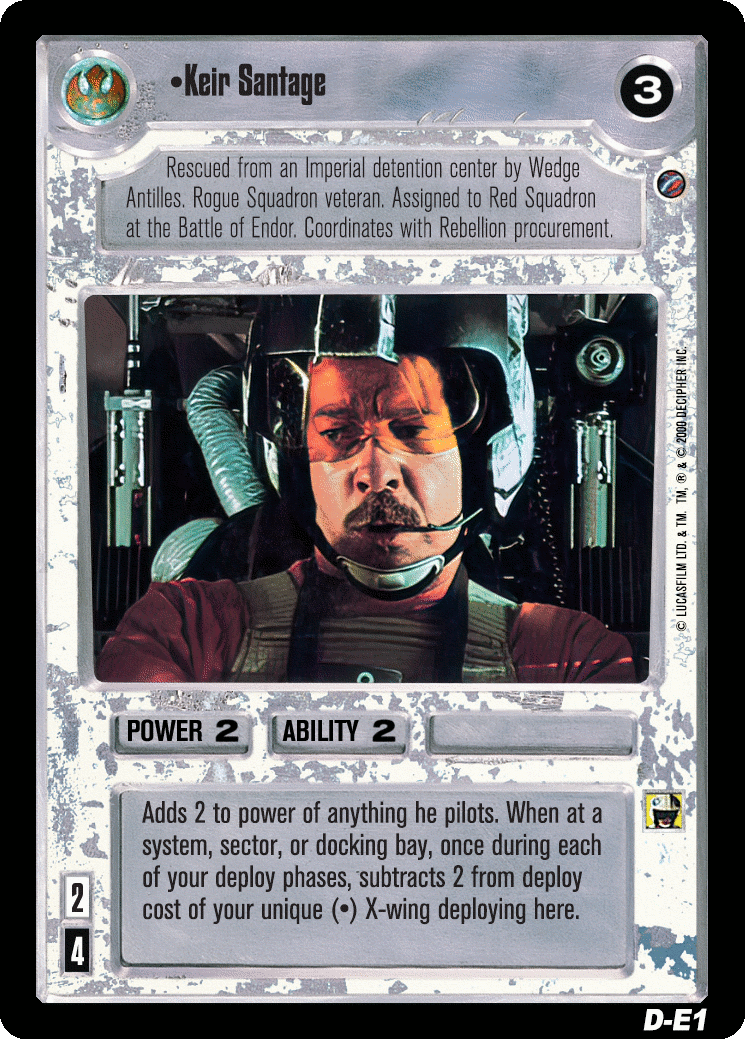 •Keir Santage
3
Rescued from an Imperial detention center by Wedge
Antilles. Rogue Squadron veteran. Assigned to Red Squadron
at the Battle of Endor. Coordinates with Rebellion procurement.
© LUCASFILM LTD. & TM. TM, ® & © 2000 DECIPHER INC.
POWER 2
ABILITY 2
Adds 2 to power of anything he pilots. When at a
system, sector, or docking bay, once during each
of your deploy phases, subtracts 2 from deploy
cost of your unique (•) X-wing deploying here.
2
4
D-E1